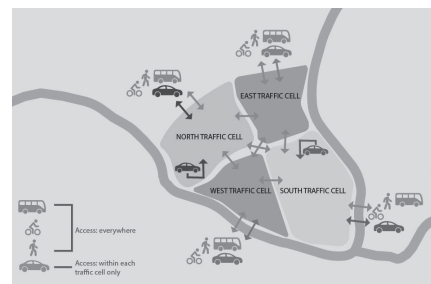 EAST TRAFFIC CELL
NORTH TRAFFIC CELL
WEST TRAFFIC CELL
SOUTH TRAFFIC CELL
Access: everywhere
Access: within each
traffic cell only